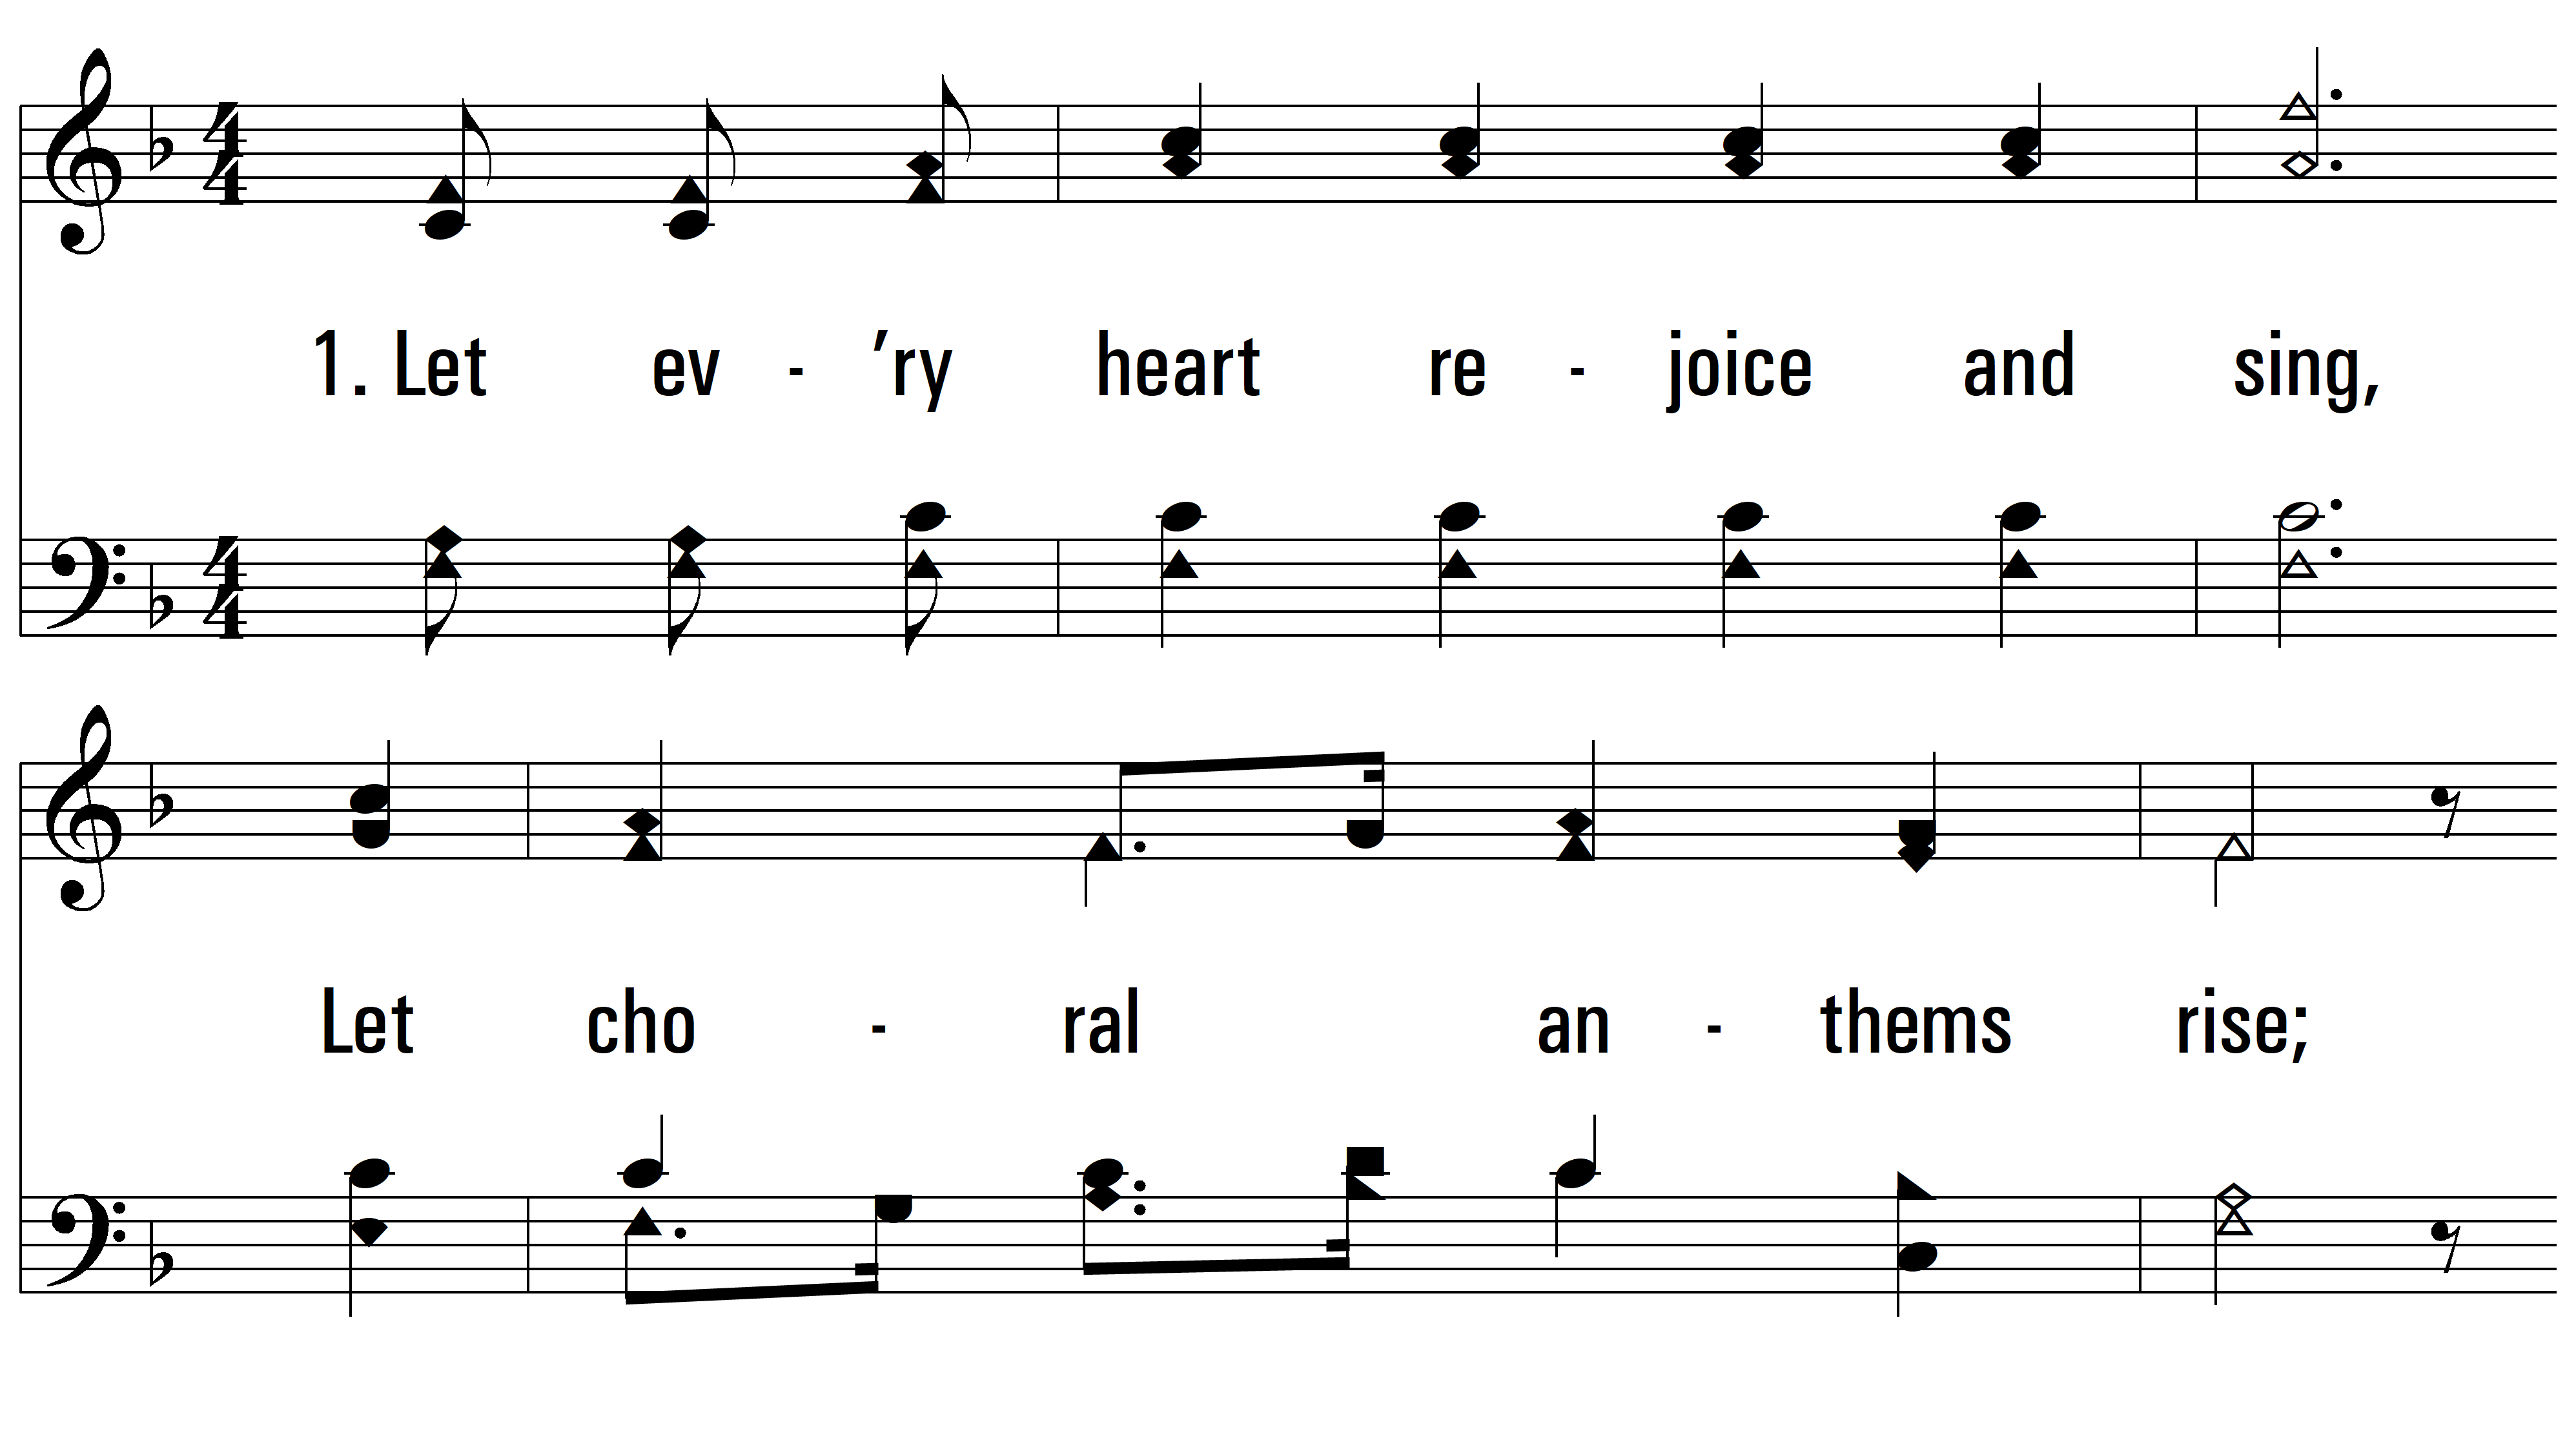 1. Let ev - ’ry heart re - joice and sing,
Let cho - ral an - thems rise;